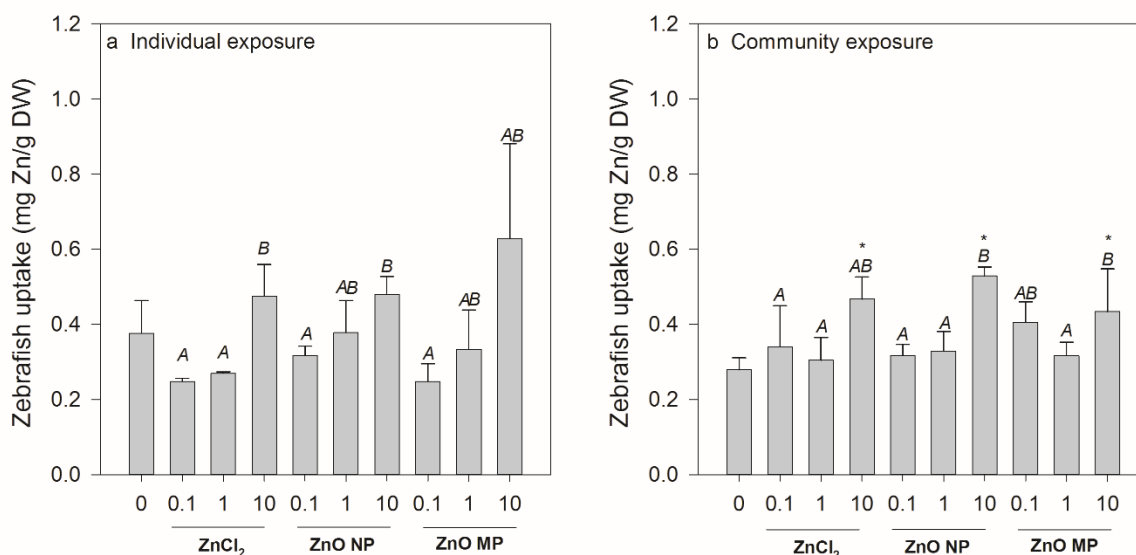 a Individual exposure
Zebrafish uptake (mg Zn/g DW)
1.2
1.0
0.8
0.6
0.4
0.2
0.0
A
A
B
A
AB
B
A
AB
AB
0 0.1 1 10 0.1 1 10 0.1 1 10
ZnCl₂ ZnO NP ZnO MP
b Community exposure
Zebrafish uptake (mg Zn/g DW)
1.2
1.0
0.8
0.6
0.4
0.2
0.0
* * *
A
A
AB
A
A
B
AB
A
B
0 0.1 1 10 0.1 1 10 0.1 1 10
ZnCl₂ ZnO NP ZnO MP